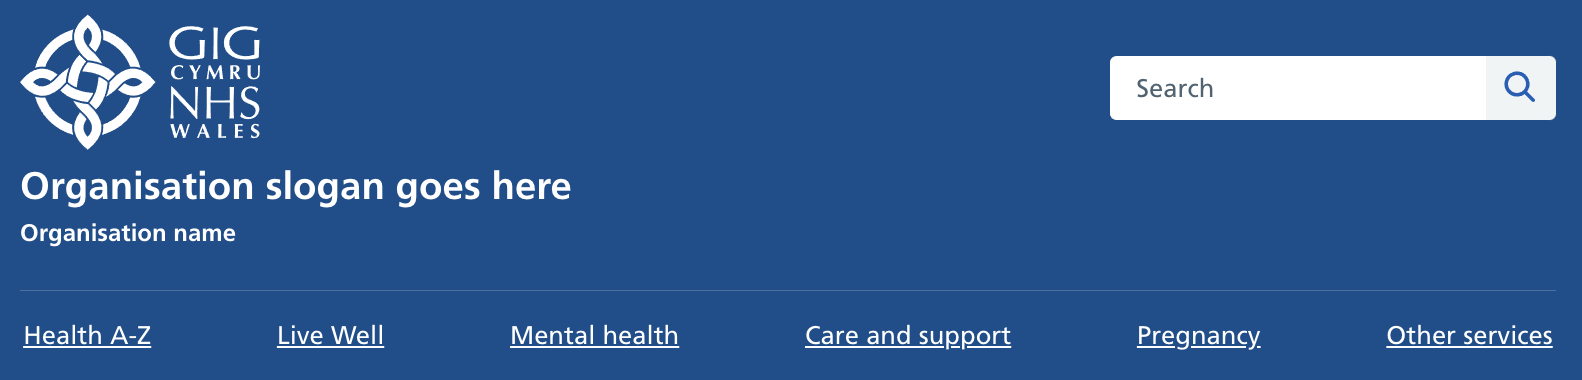 GIG
CYMRU
NHS
WALES
Search
Organisation slogan goes here
Organisation name
Health A-Z
Live Well
Mental health
Care and support
Pregnancy
Other services